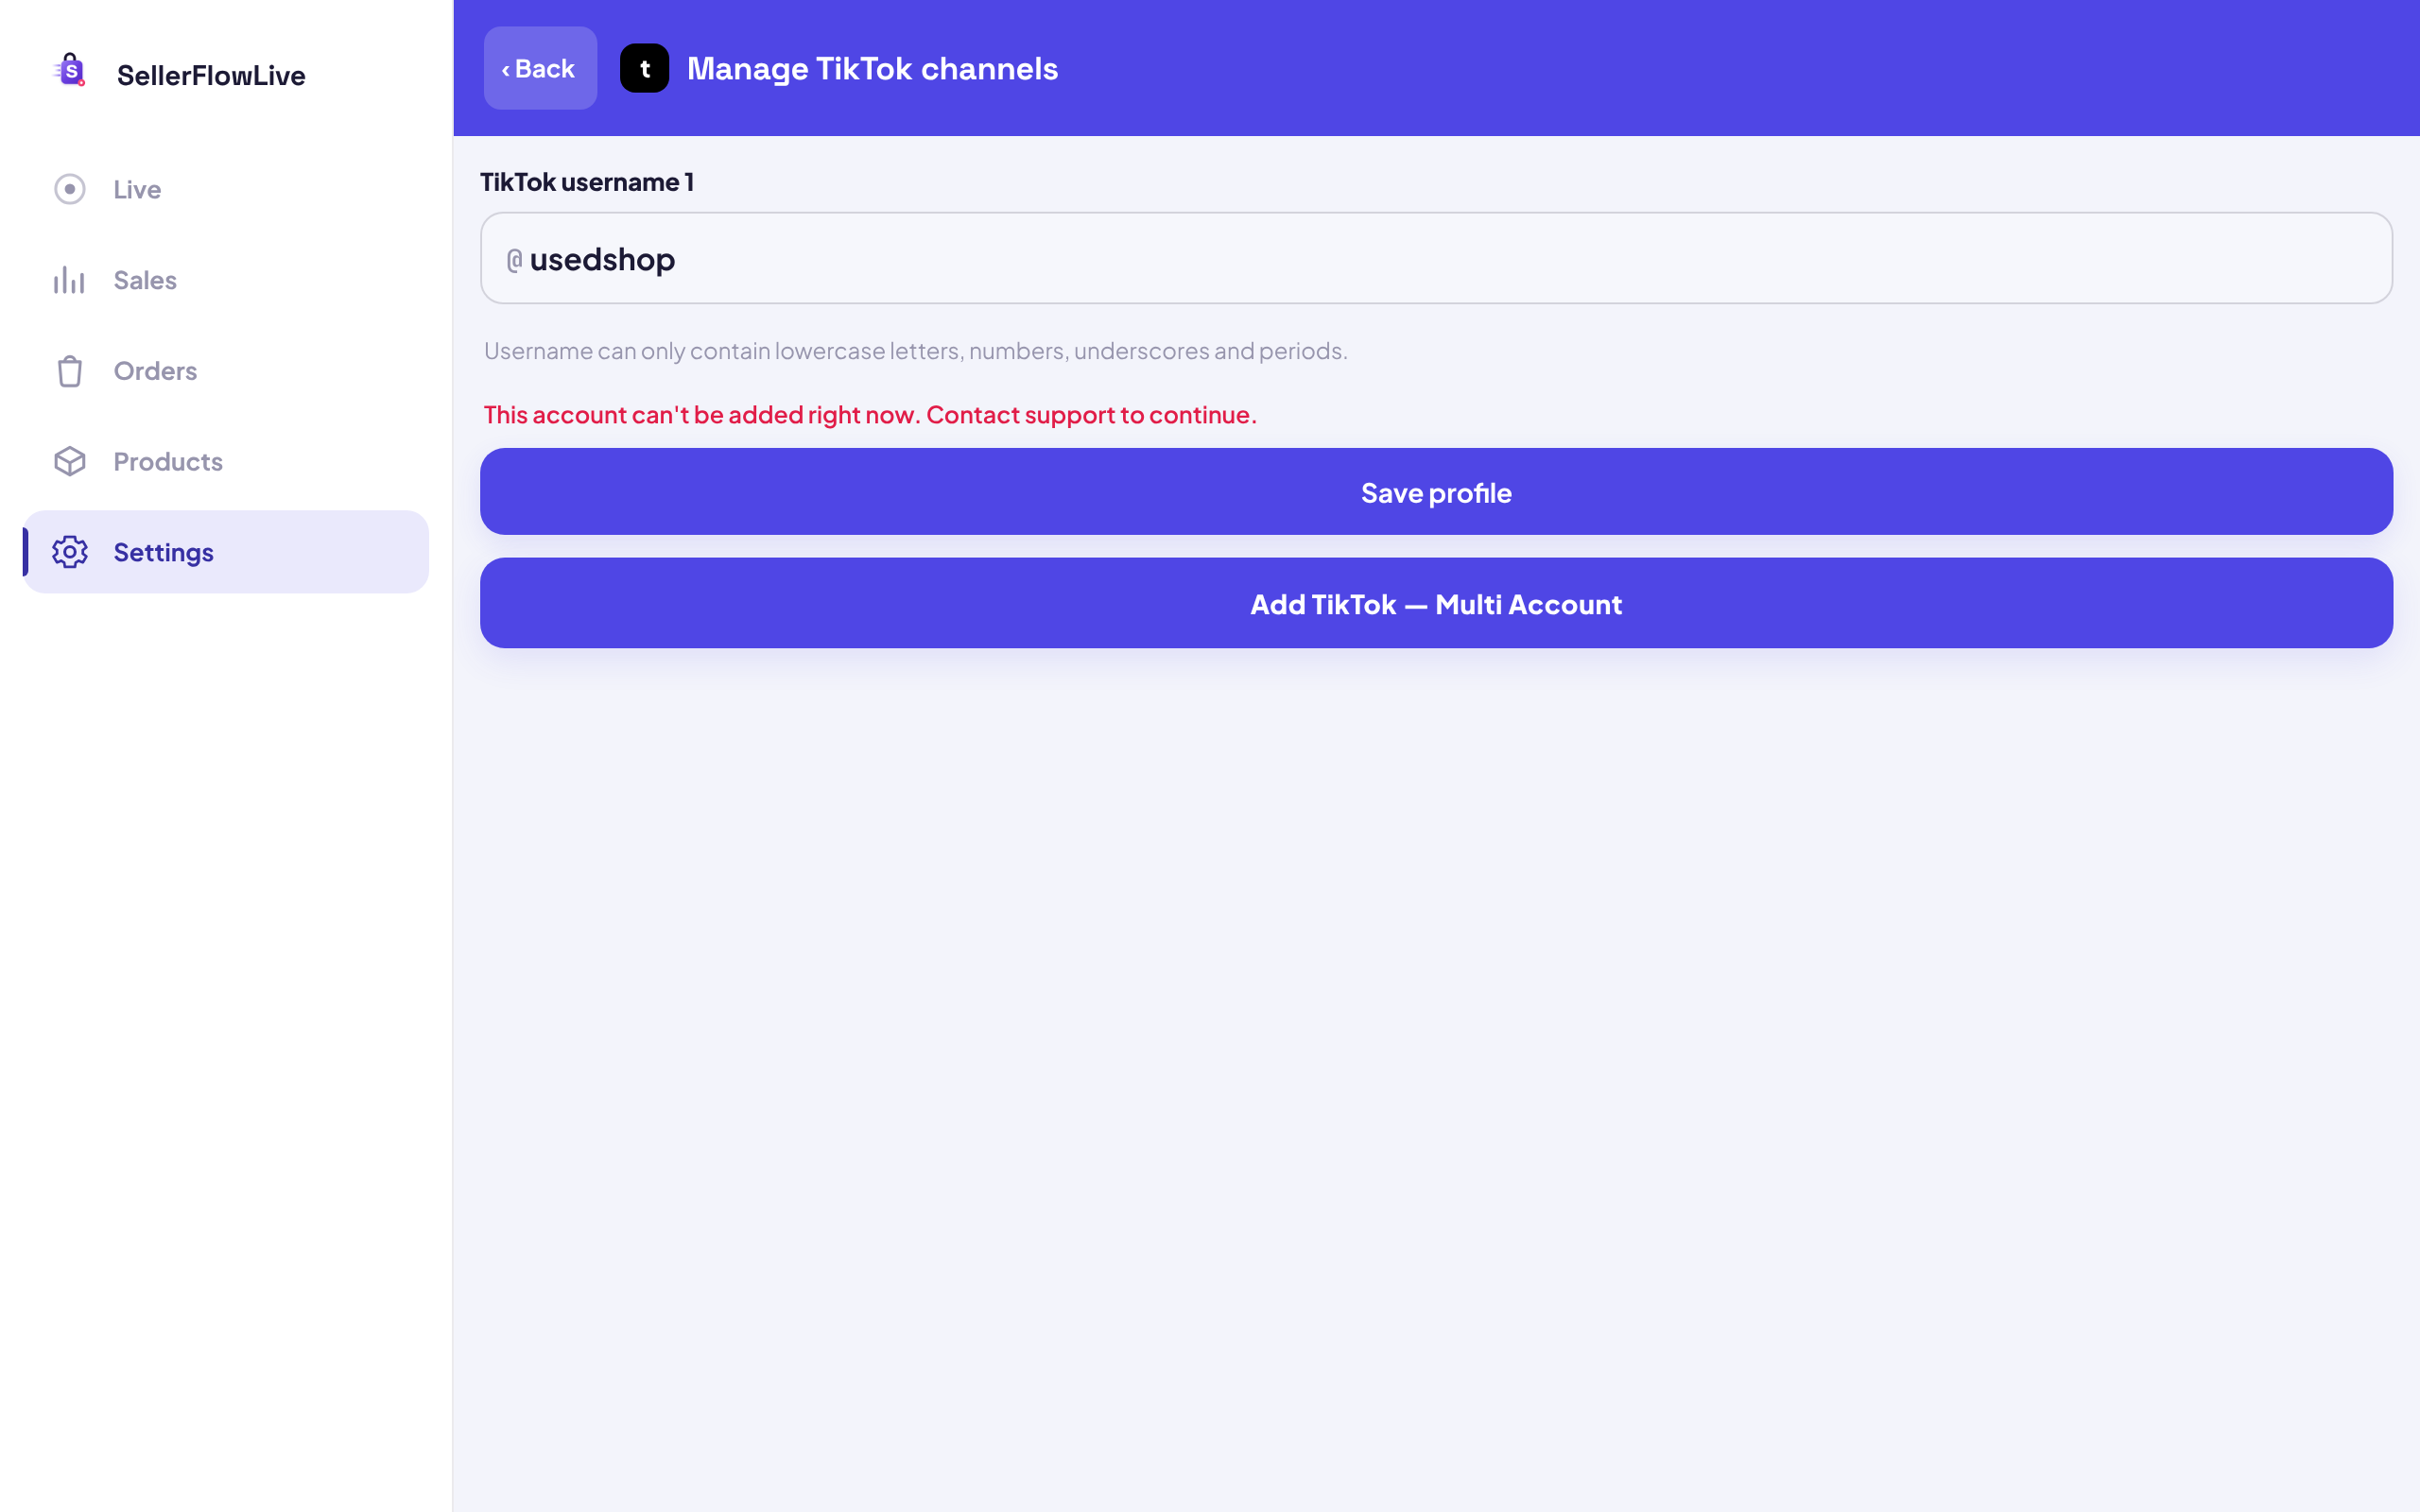 SellerFlowLive
Live
Sales
Orders
Products
Settings
‹ Back
t
Manage TikTok channels
TikTok username 1
@ usedshop
Username can only contain lowercase letters, numbers, underscores and periods.
This account can't be added right now. Contact support to continue.
Save profile
Add TikTok — Multi Account